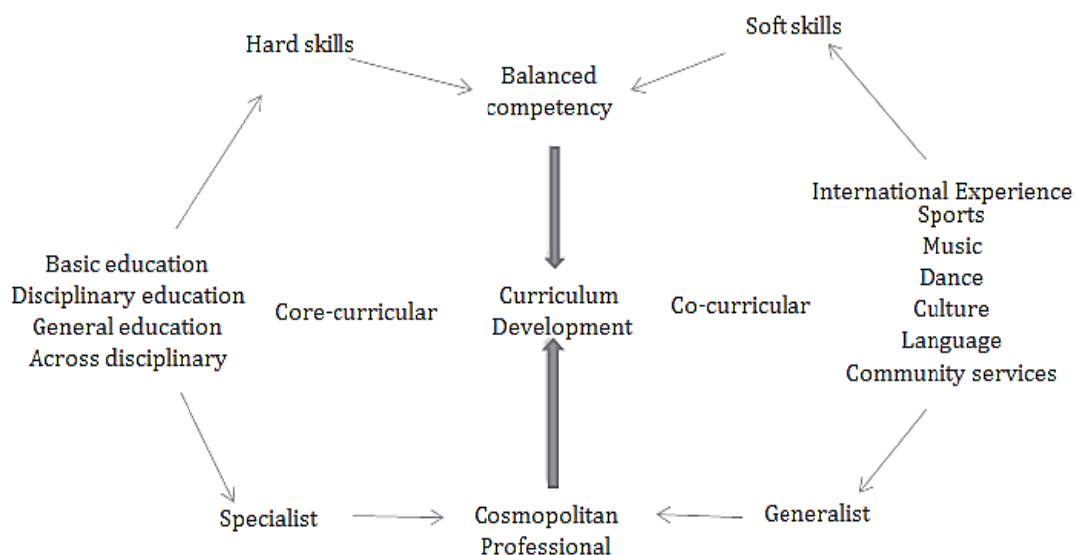 Soft skills
Hard skills
Balanced
competency
International Experience
Sports
Music
Dance
Culture
Language
Community services
Basic education
Disciplinary education
General education
Across disciplinary
Core-curricular
Curriculum
Development
Co-curricular
Specialist
Cosmopolitan
Professional
Generalist